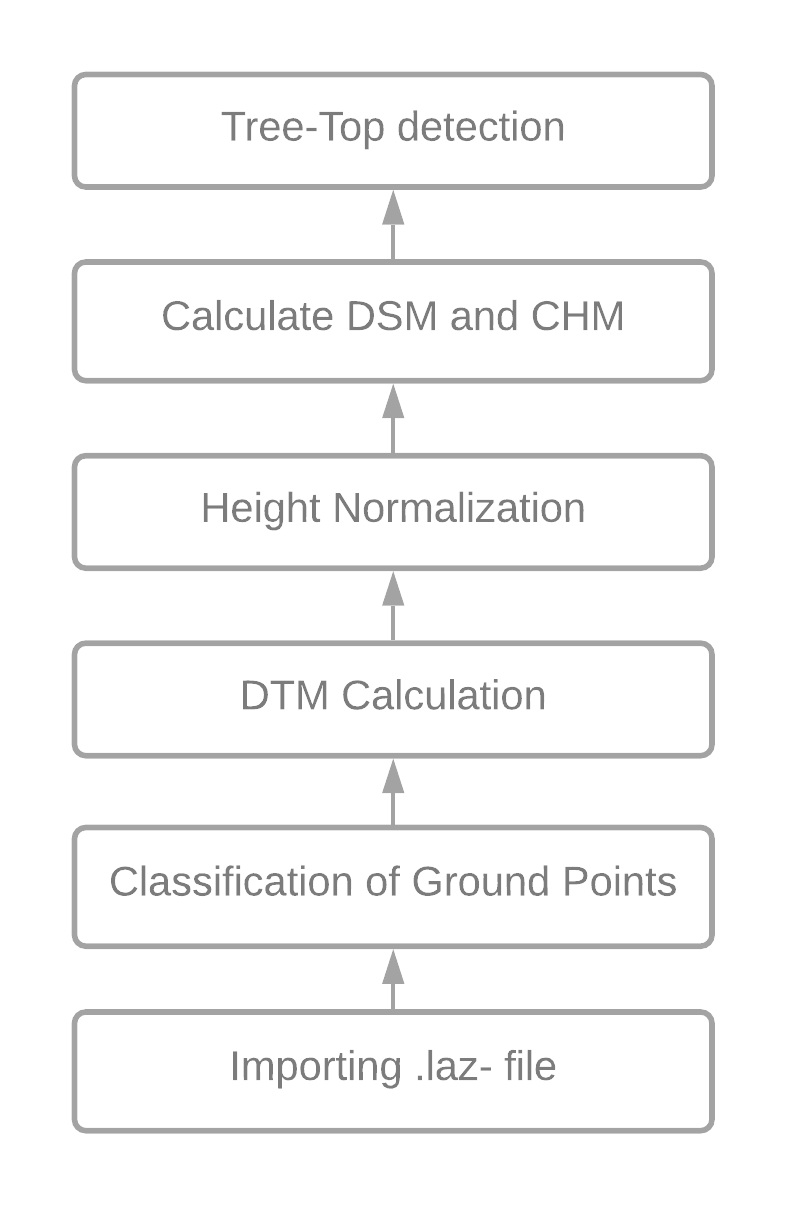 Tree-Top detection
Calculate DSM and CHM
Height Normalization
DTM Calculation
Classification of Ground Points
Importing .laz- file